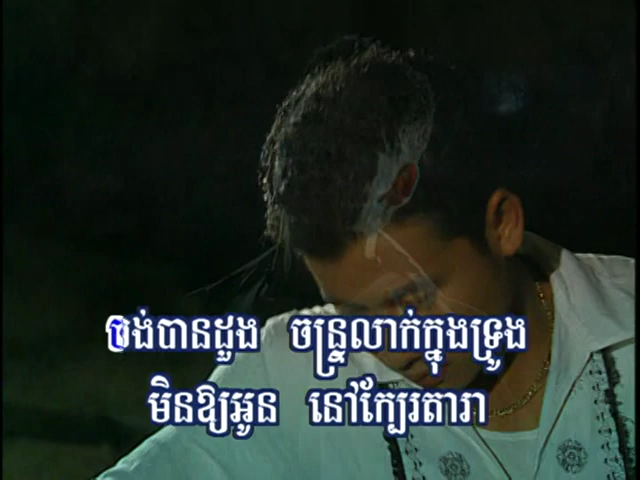 ចង់បានដួង ចន្ទ្រលាក់ក្នុងទ្រូង
មិនឱ្យអូន នៅក្បែរតារា